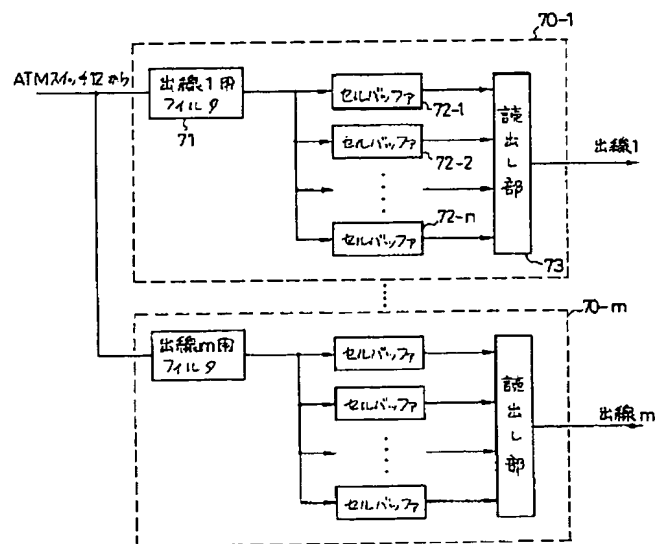 70-1
ATMスイッチ12から
出線1用
フィルタ
71
セルバッファ
72-1
セルバッファ
72-2
セルバッファ
72-n
読出し部
73
出線1
70-m
出線m用
フィルタ
セルバッファ
セルバッファ
セルバッファ
読出し部
出線m